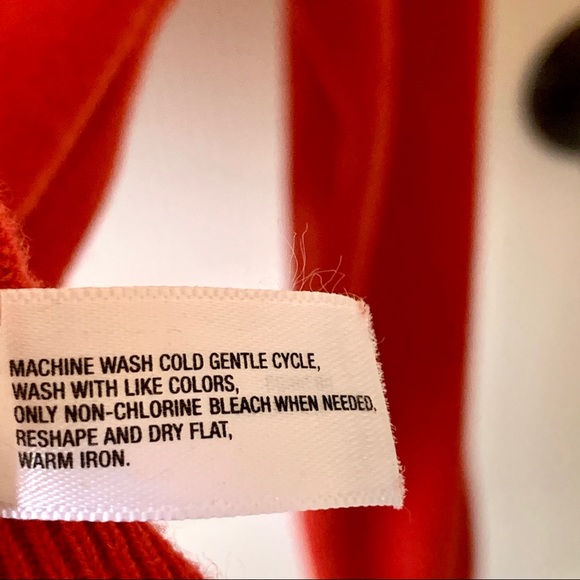 MACHINE WASH COLD GENTLE CYCLE,
WASH WITH LIKE COLORS,
ONLY NON-CHLORINE BLEACH WHEN NEEDED,
RESHAPE AND DRY FLAT,
WARM IRON.